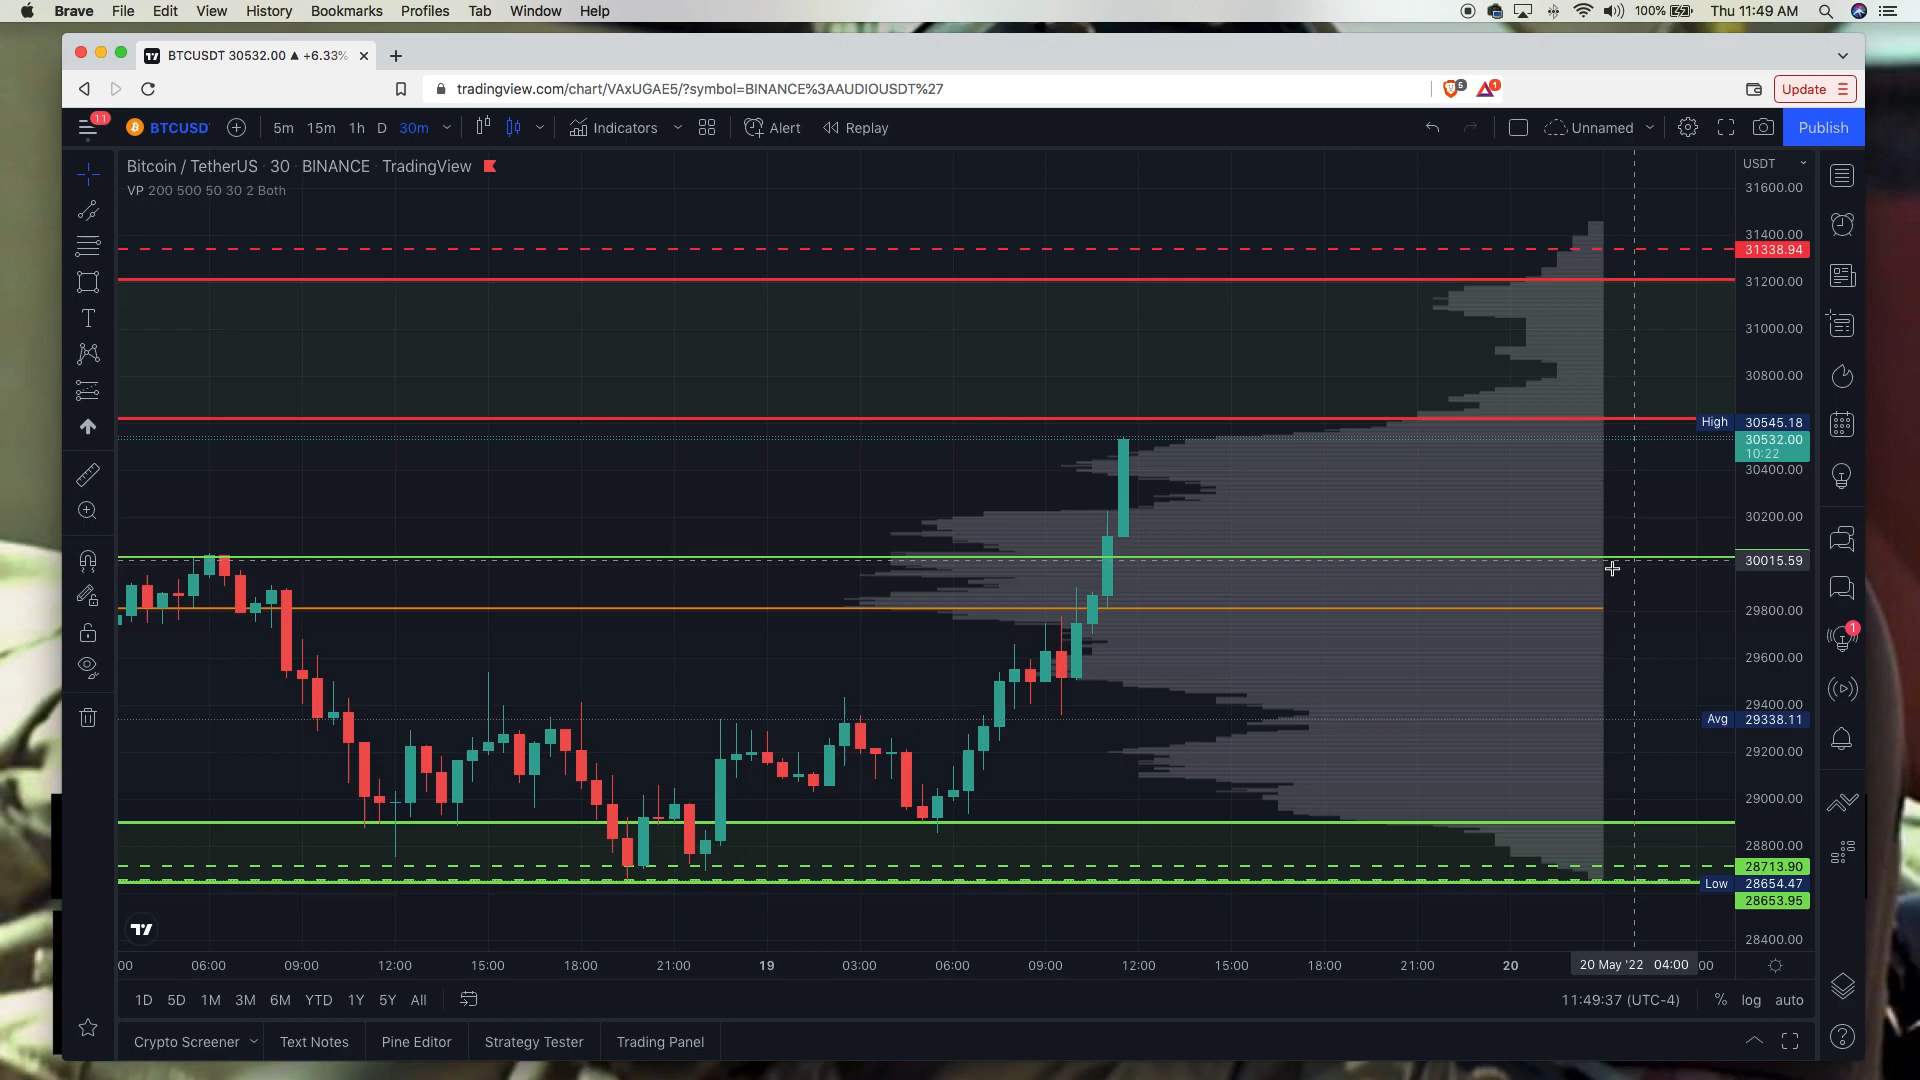 Brave File Edit View History Bookmarks Profiles Tab Window Help 100% Thu 11:49 AM
BTCUSDT 30532.00 ▲ +6.33%
tradingview.com/chart/VAxUGAE5/?symbol=BINANCE%3AAUDIOUSDT%27 5 1 Update
11 BTCUSD 5m 15m 1h D 30m Indicators Alert Replay Unnamed Publish
Bitcoin / TetherUS 30 BINANCE TradingView
VP 200 500 50 30 2 Both
USDT
31600.00
31400.00
31338.94
31200.00
31000.00
30800.00
High 30545.18
30532.00
10:22
30400.00
30200.00
30015.59
29800.00
1
29600.00
29400.00
Avg 29338.11
29200.00
29000.00
28800.00
28713.90
Low 28654.47
28653.95
28400.00
:00 06:00 09:00 12:00 15:00 18:00 21:00 19 03:00 06:00 09:00 12:00 15:00 18:00 21:00 20 20 May '22 04:00 :00
1D 5D 1M 3M 6M YTD 1Y 5Y All 11:49:37 (UTC-4) % log auto
Crypto Screener Text Notes Pine Editor Strategy Tester Trading Panel